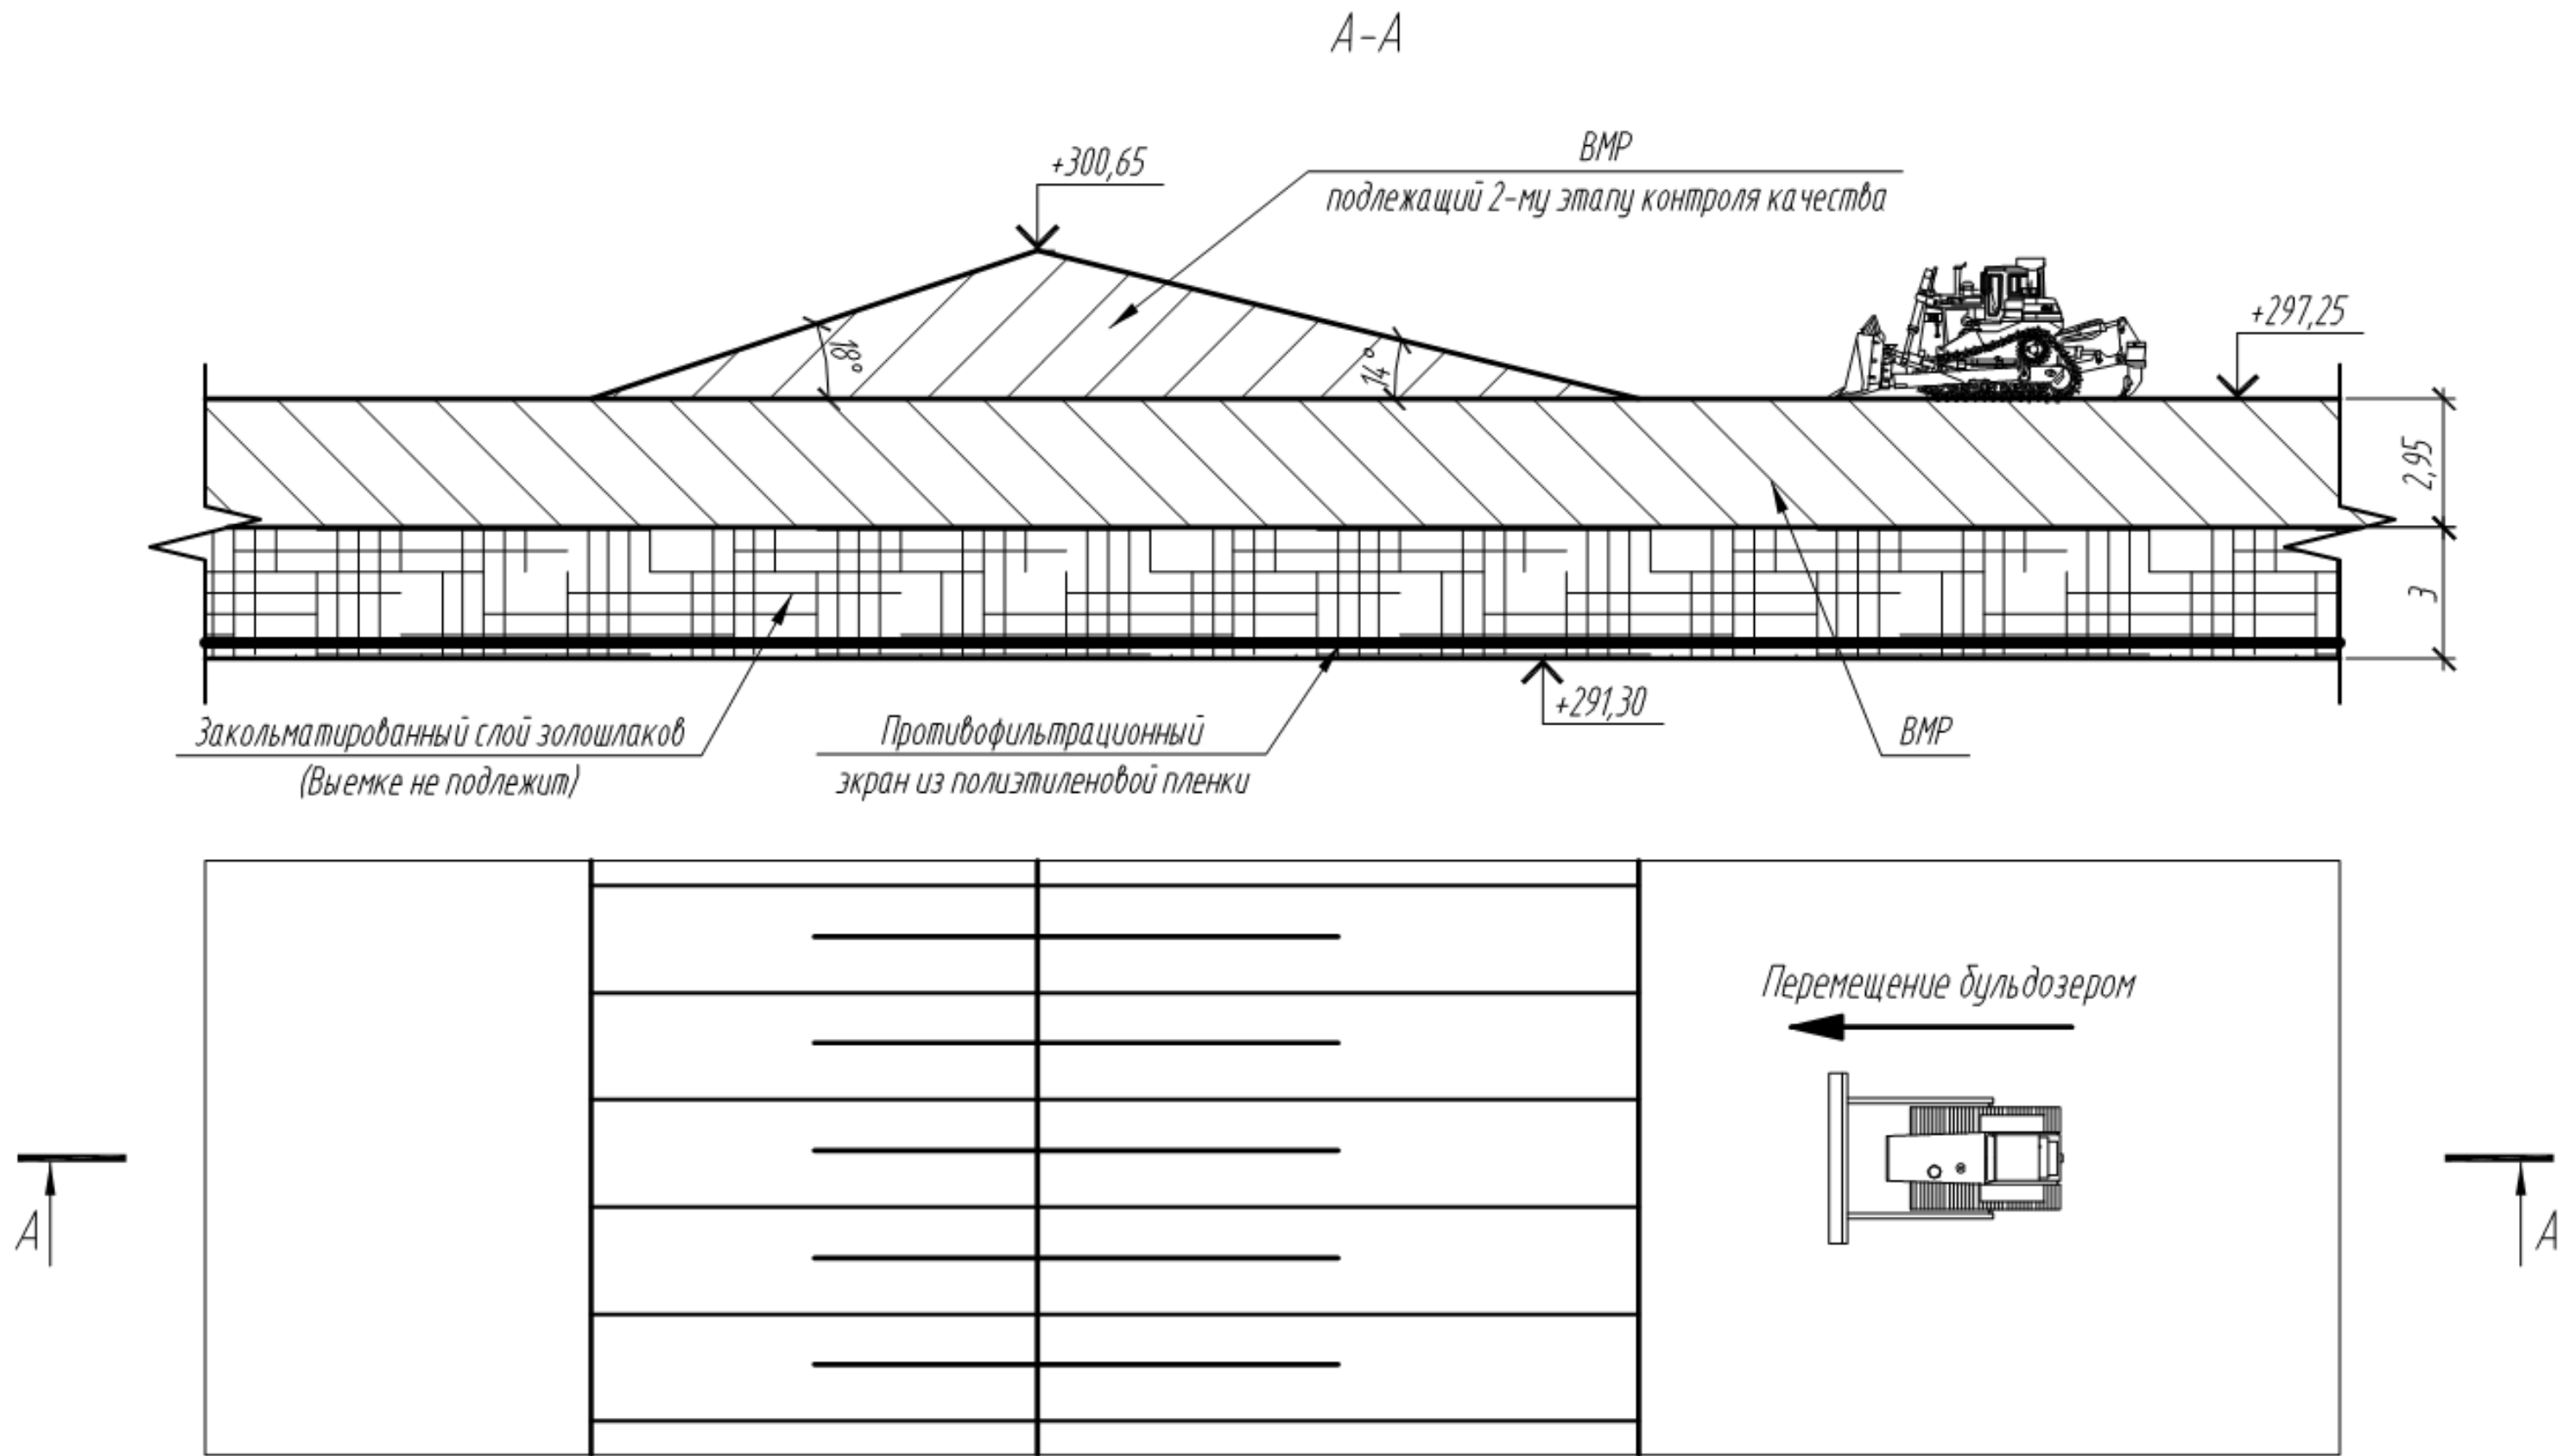 А-А
+300,65
ВМР
подлежащий 2-му этапу контроля качества
+297,25
18°
14°
2,95
3
+291,30
Закольматированный слой золошлаков
(Выемке не подлежит)
Противофильтрационный
экран из полиэтиленовой пленки
ВМР
Перемещение бульдозером
А
А